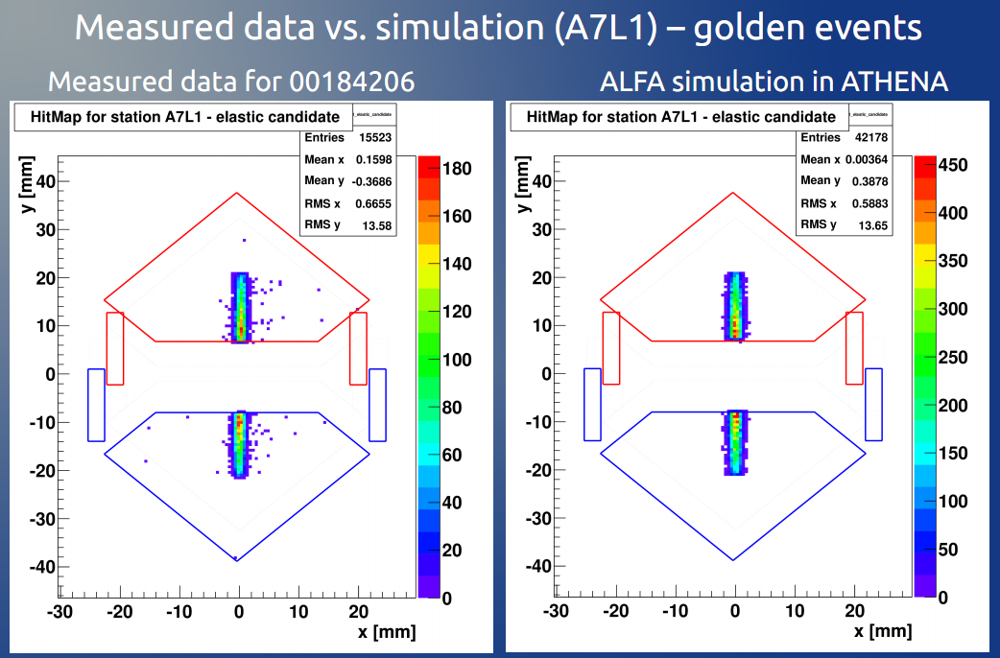 Measured data vs. simulation (A7L1) – golden events
Measured data for 00184206
ALFA simulation in ATHENA
HitMap for station A7L1 - elastic candidate
Entries 15523
Mean x 0.1598
Mean y -0.3686
RMS x 0.6655
RMS y 13.58
y [mm]
40
30
20
10
0
-10
-20
-30
-40
-30 -20 -10 0 10 20
x [mm]
180
160
140
120
100
80
60
40
20
0
HitMap for station A7L1 - elastic candidate
Entries 42178
Mean x 0.00364
Mean y 0.3878
RMS x 0.5883
RMS y 13.65
y [mm]
40
30
20
10
0
-10
-20
-30
-40
-30 -20 -10 0 10 20
x [mm]
450
400
350
300
250
200
150
100
50
0